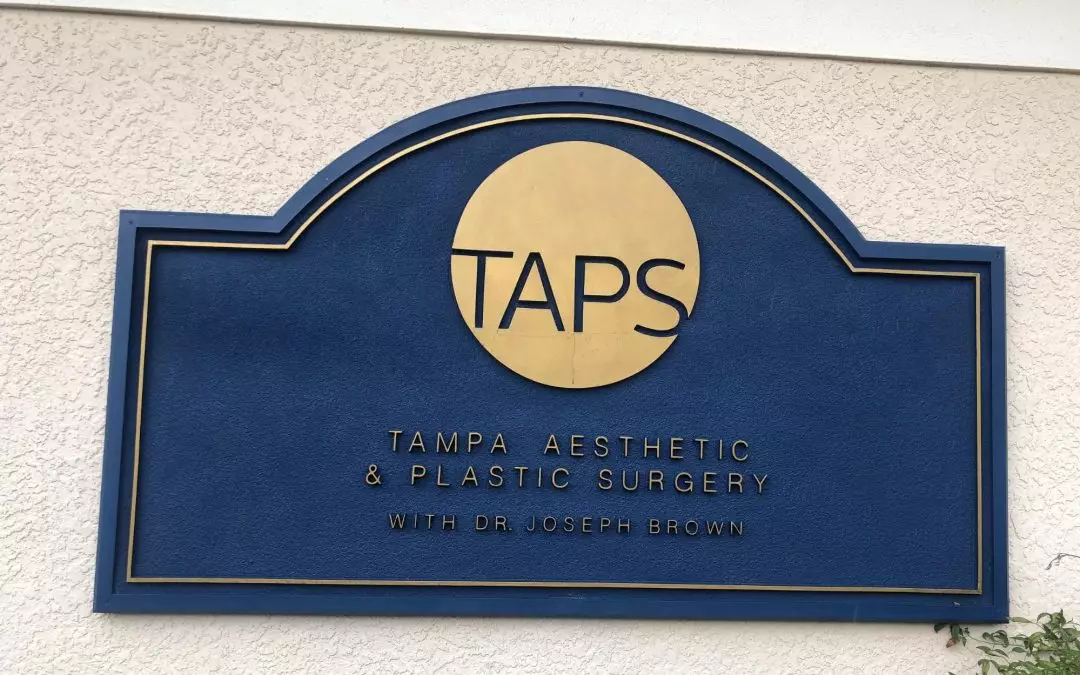 TAPS
TAMPA AESTHETIC
& PLASTIC SURGERY
WITH DR. JOSEPH BROWN